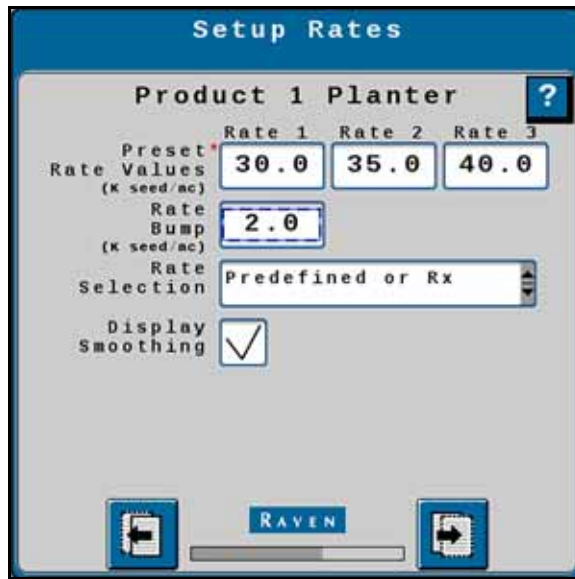 Setup Rates
Product 1 Planter
?
Rate 1 Rate 2 Rate 3
Preset*
Rate Values
(K seed/ac)
30.0 35.0 40.0
Rate
Bump
(K seed/ac)
2.0
Rate
Selection
Predefined or Rx
Display
Smoothing
RAVEN